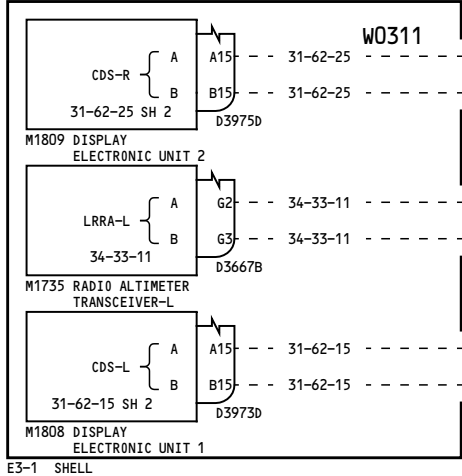 W0311
A A15 31-62-25
CDS-R
B B15 31-62-25
31-62-25 SH 2
D3975D
M1809 DISPLAY
ELECTRONIC UNIT 2
A G2 34-33-11
LRRA-L
B G3 34-33-11
34-33-11
D3667B
M1735 RADIO ALTIMETER
TRANSCEIVER-L
A A15 31-62-15
CDS-L
B B15 31-62-15
31-62-15 SH 2
D3973D
M1808 DISPLAY
ELECTRONIC UNIT 1
E3-1 SHELL